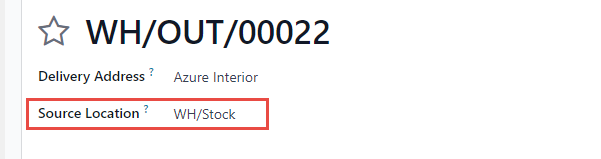 WH/OUT/00022
Delivery Address ? Azure Interior
Source Location ? WH/Stock